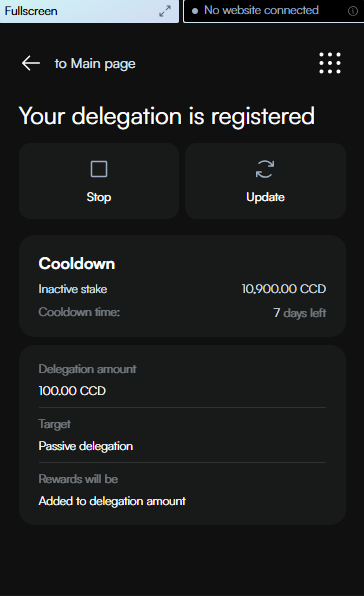 Fullscreen
No website connected
to Main page
Your delegation is registered
Stop
Update
Cooldown
Inactive stake 10,900.00 CCD
Cooldown time: 7 days left
Delegation amount
100.00 CCD
Target
Passive delegation
Rewards will be
Added to delegation amount